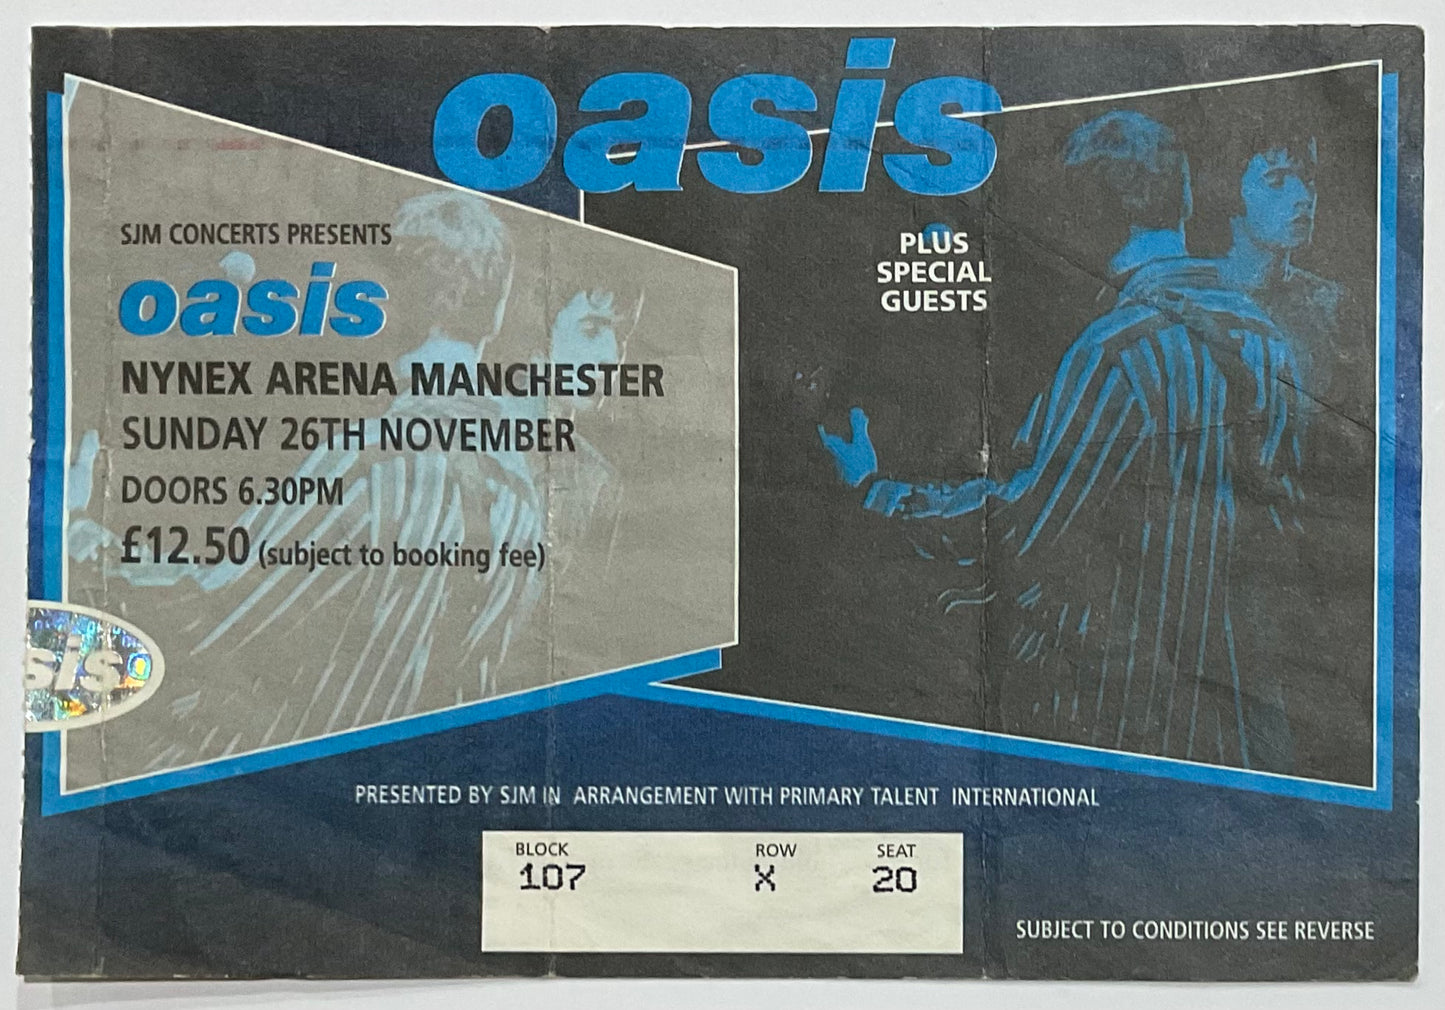 oasis
SJM CONCERTS PRESENTS
oasis
NYNEX ARENA MANCHESTER
SUNDAY 26TH NOVEMBER
DOORS 6.30PM
£12.50 (subject to booking fee)
PLUS
SPECIAL
GUESTS
sis
PRESENTED BY SJM IN ARRANGEMENT WITH PRIMARY TALENT INTERNATIONAL
BLOCK ROW SEAT
107 X 20
SUBJECT TO CONDITIONS SEE REVERSE